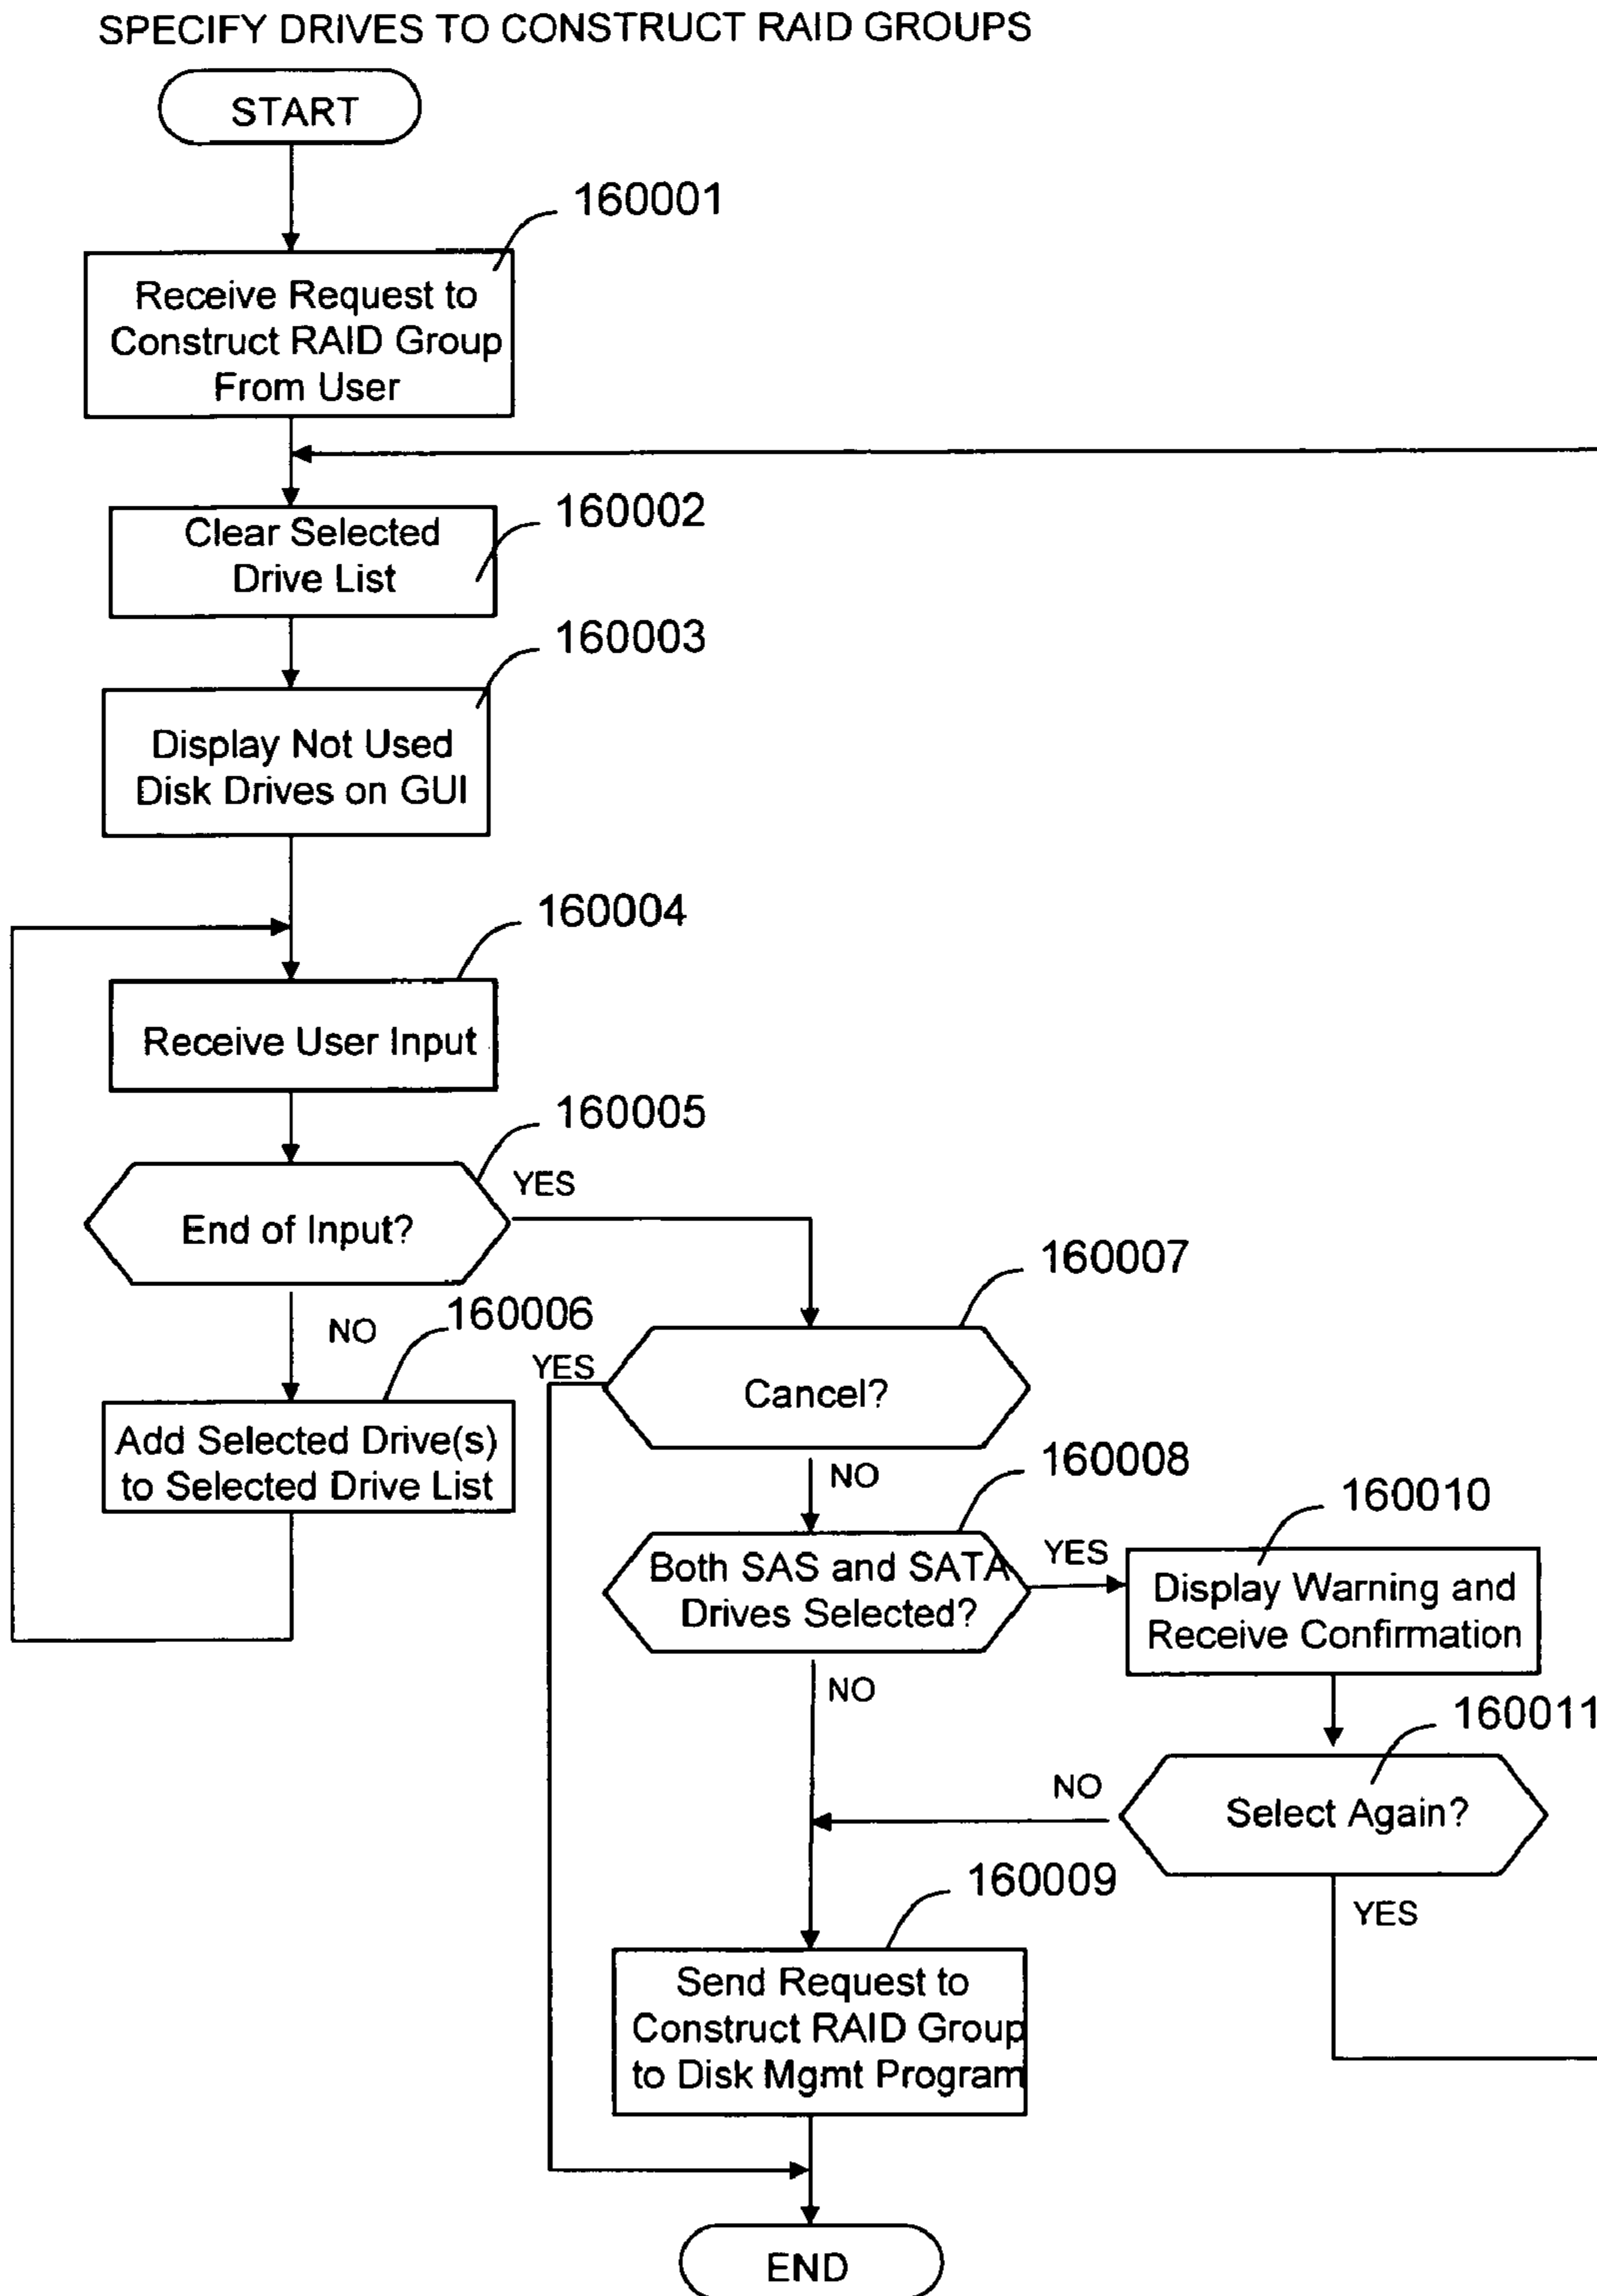 SPECIFY DRIVES TO CONSTRUCT RAID GROUPS
START
160001
Receive Request to
Construct RAID Group
From User
160002
Clear Selected
Drive List
160003
Display Not Used
Disk Drives on GUI
160004
Receive User Input
160005
End of Input?
YES
NO
160006
Add Selected Drive(s)
to Selected Drive List
160007
YES
Cancel?
NO
160008
Both SAS and SATA
Drives Selected?
YES
NO
160010
Display Warning and
Receive Confirmation
160011
Select Again?
NO
YES
160009
Send Request to
Construct RAID Group
to Disk Mgmt Program
END